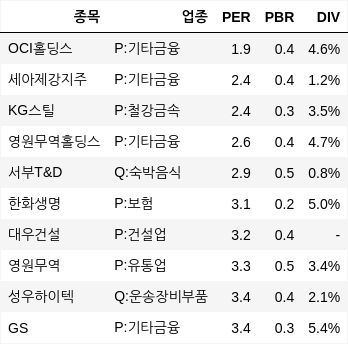 종목 업종 PER PBR DIV
OCI홀딩스 P:기타금융 1.9 0.4 4.6%
세아제강지주 P:기타금융 2.4 0.4 1.2%
KG스틸 P:철강금속 2.4 0.3 3.5%
영원무역홀딩스 P:기타금융 2.6 0.4 4.7%
서부T&D Q:숙박음식 2.9 0.5 0.8%
한화생명 P:보험 3.1 0.2 5.0%
대우건설 P:건설업 3.2 0.4 -
영원무역 P:유통업 3.3 0.5 3.4%
성우하이텍 Q:운송장비부품 3.4 0.4 2.1%
GS P:기타금융 3.4 0.3 5.4%